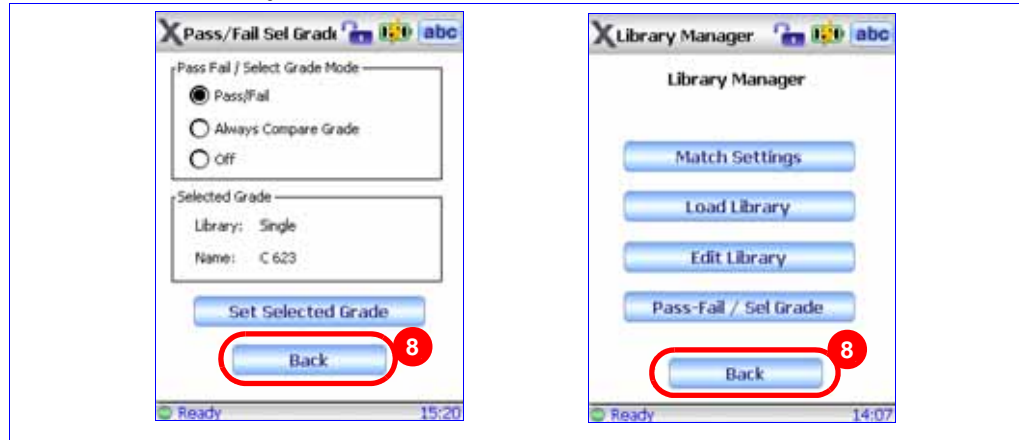 Pass/Fail Sel Grade abc
Pass Fail / Select Grade Mode
Pass/Fail
Always Compare Grade
Off
Selected Grade
Library: Single
Name: C 623
Set Selected Grade
Back 8
Ready 15:20
Library Manager abc
Library Manager
Match Settings
Load Library
Edit Library
Pass-Fail / Sel Grade
Back 8
Ready 14:07